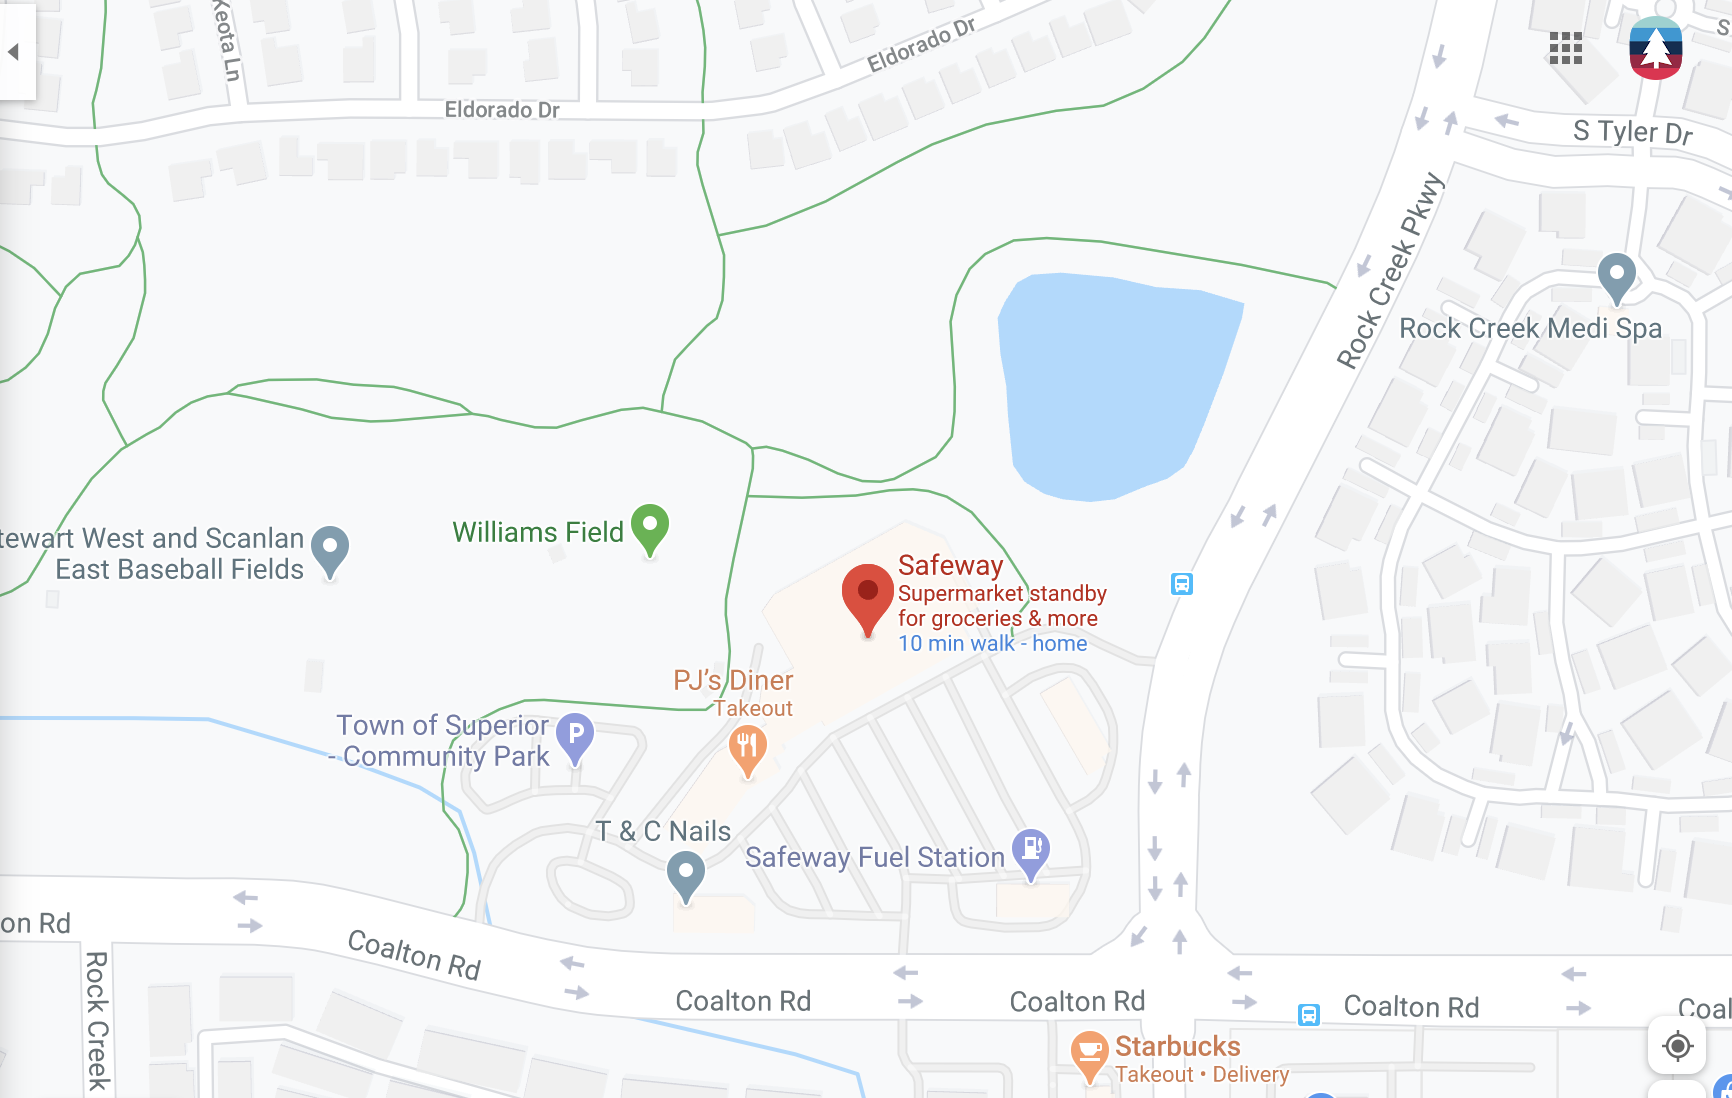 Keota Ln
Eldorado Dr
Eldorado Dr
S Tyler Dr
Rock Creek Pkwy
Rock Creek Medi Spa
tewart West and Scanlan
East Baseball Fields
Williams Field
Safeway
Supermarket standby
for groceries & more
10 min walk - home
PJ's Diner
Takeout
Town of Superior
- Community Park
P
T & C Nails
Safeway Fuel Station
on Rd
Coalton Rd
Coalton Rd
Coalton Rd
Coalton Rd
Coal
Rock Creek
Starbucks
Takeout • Delivery
S